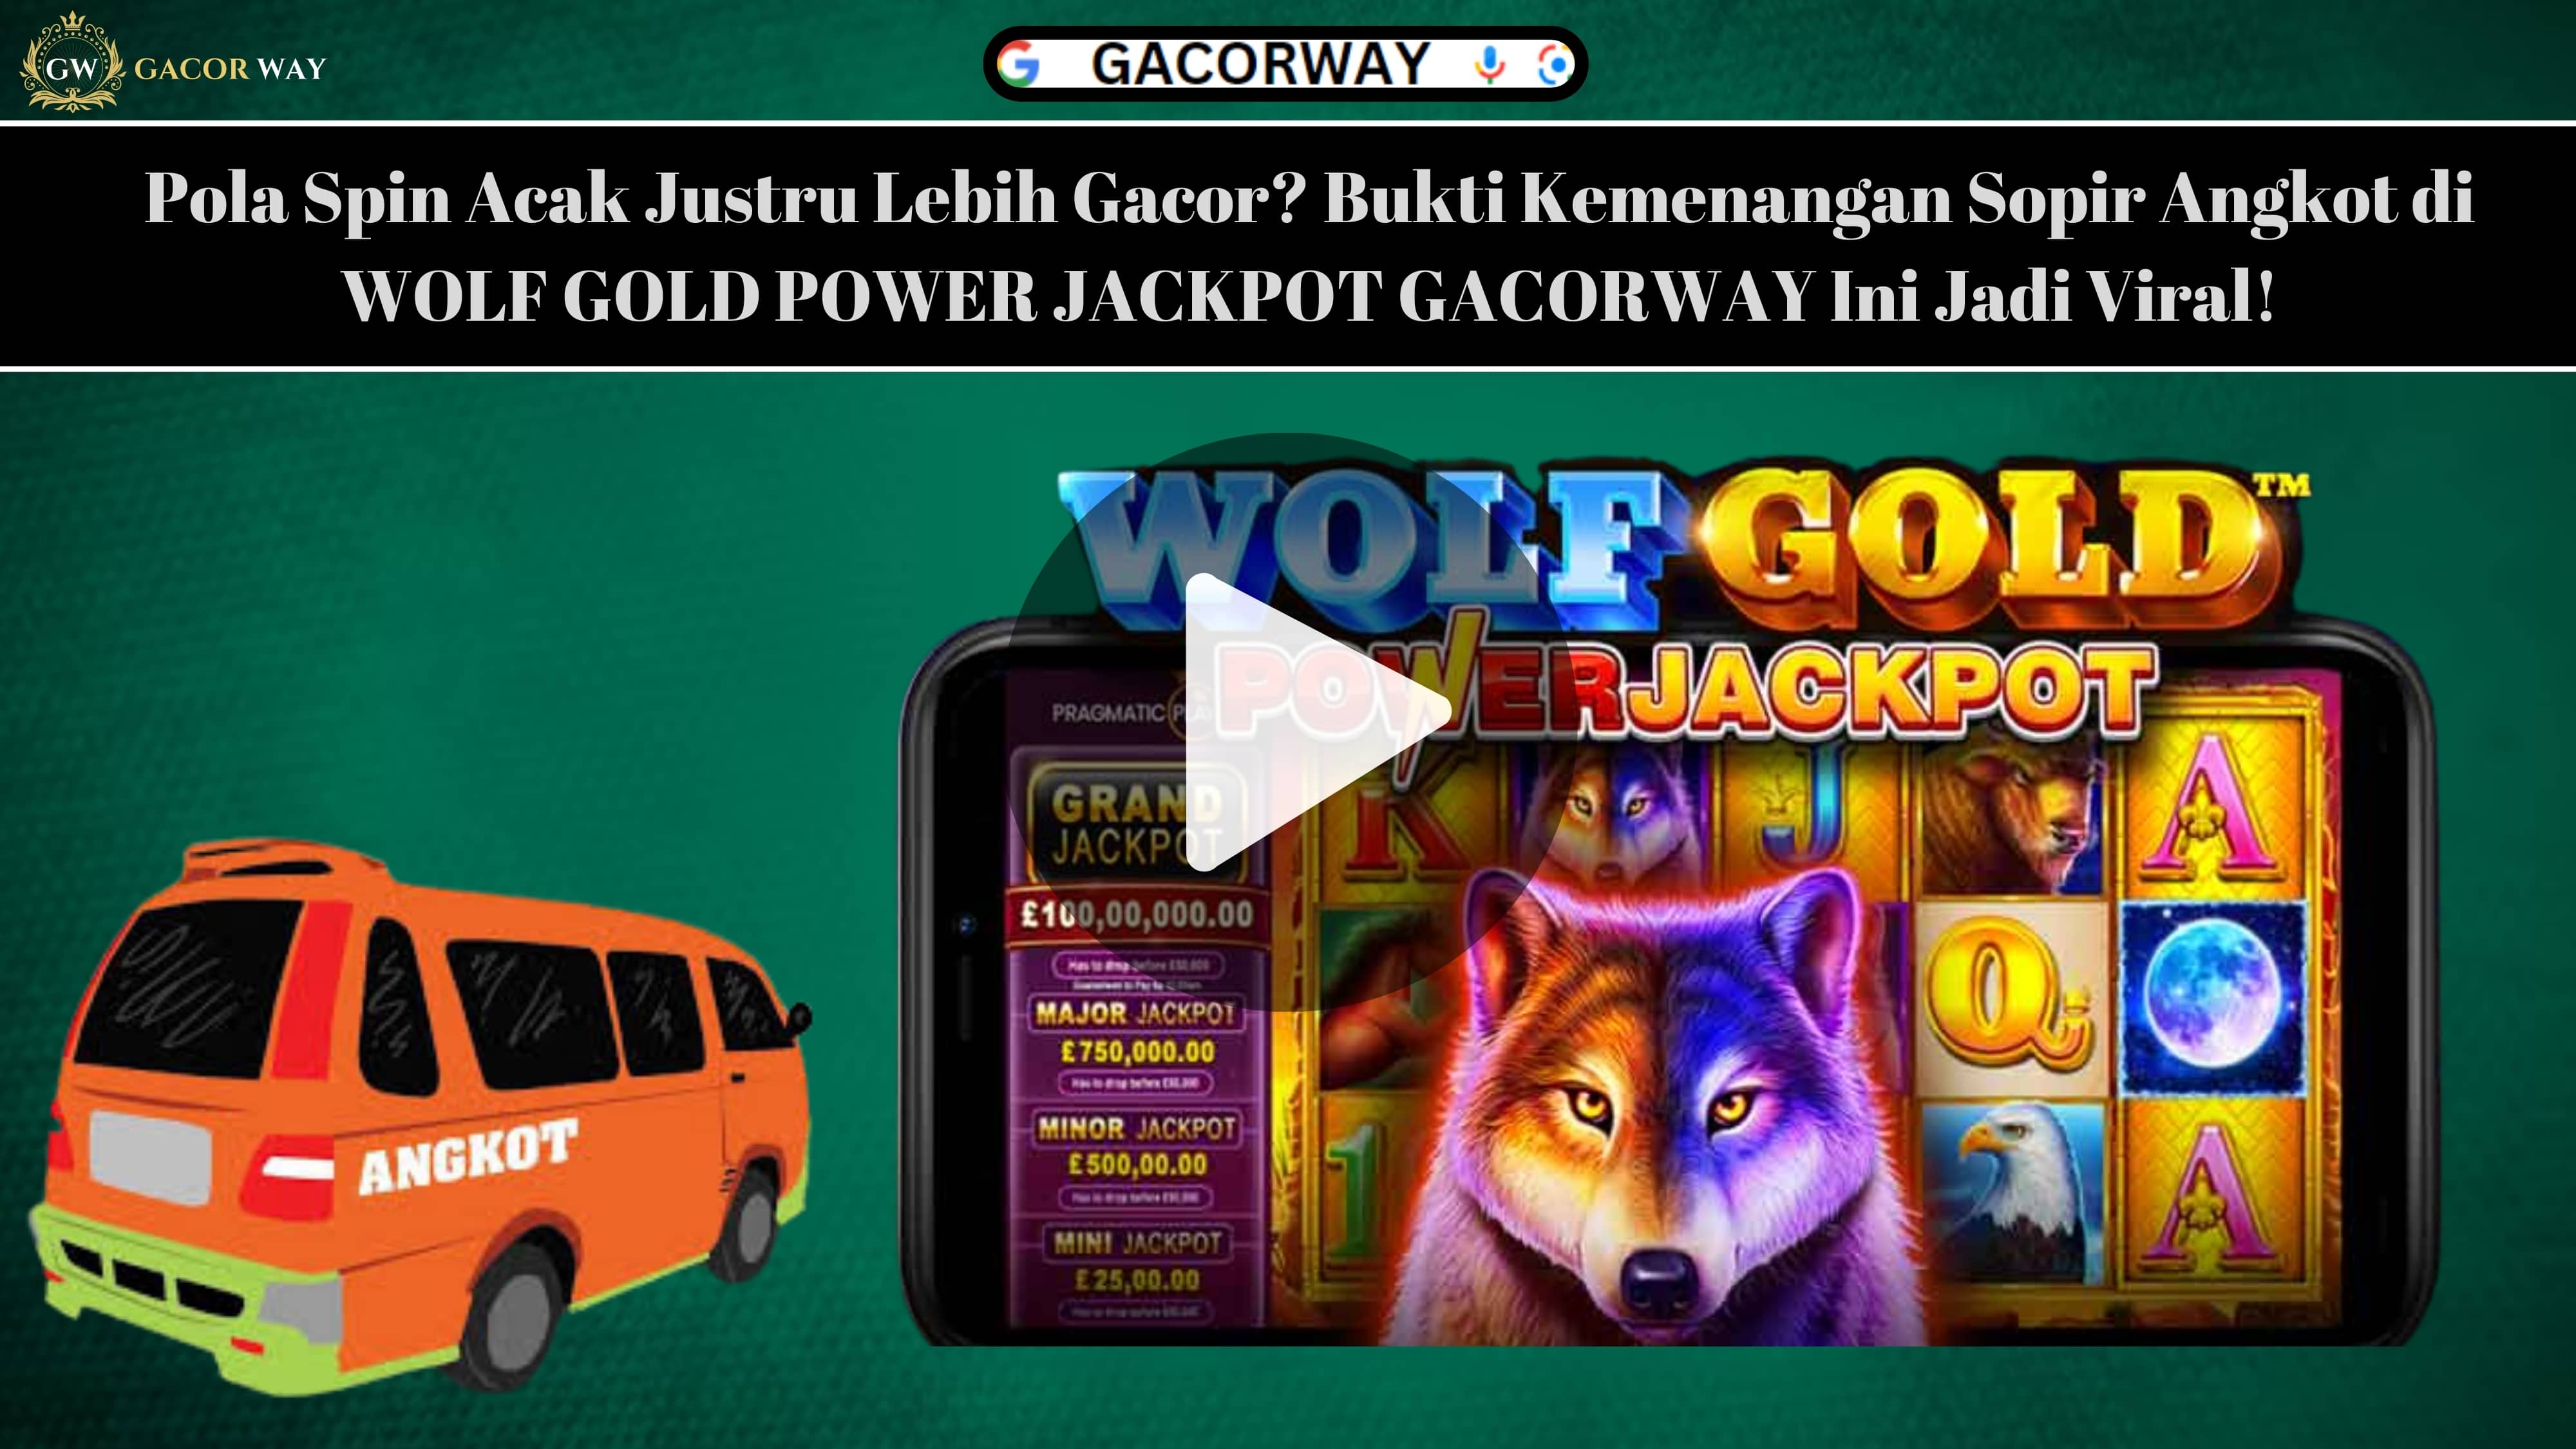 GW GACOR WAY
GACORWAY
Pola Spin Acak Justru Lebih Gacor? Bukti Kemenangan Sopir Angkot di
WOLF GOLD POWER JACKPOT GACORWAY Ini Jadi Viral!
WOLF GOLD™
POWER JACKPOT
PRAGMATIC PLAY
GRAND
JACKPOT
£100,00,000.00
MAJOR JACKPOT
£750,000.00
MINOR JACKPOT
£500,00.00
MINI JACKPOT
£25,00.00
K J A
Q
1 A
ANGKOT